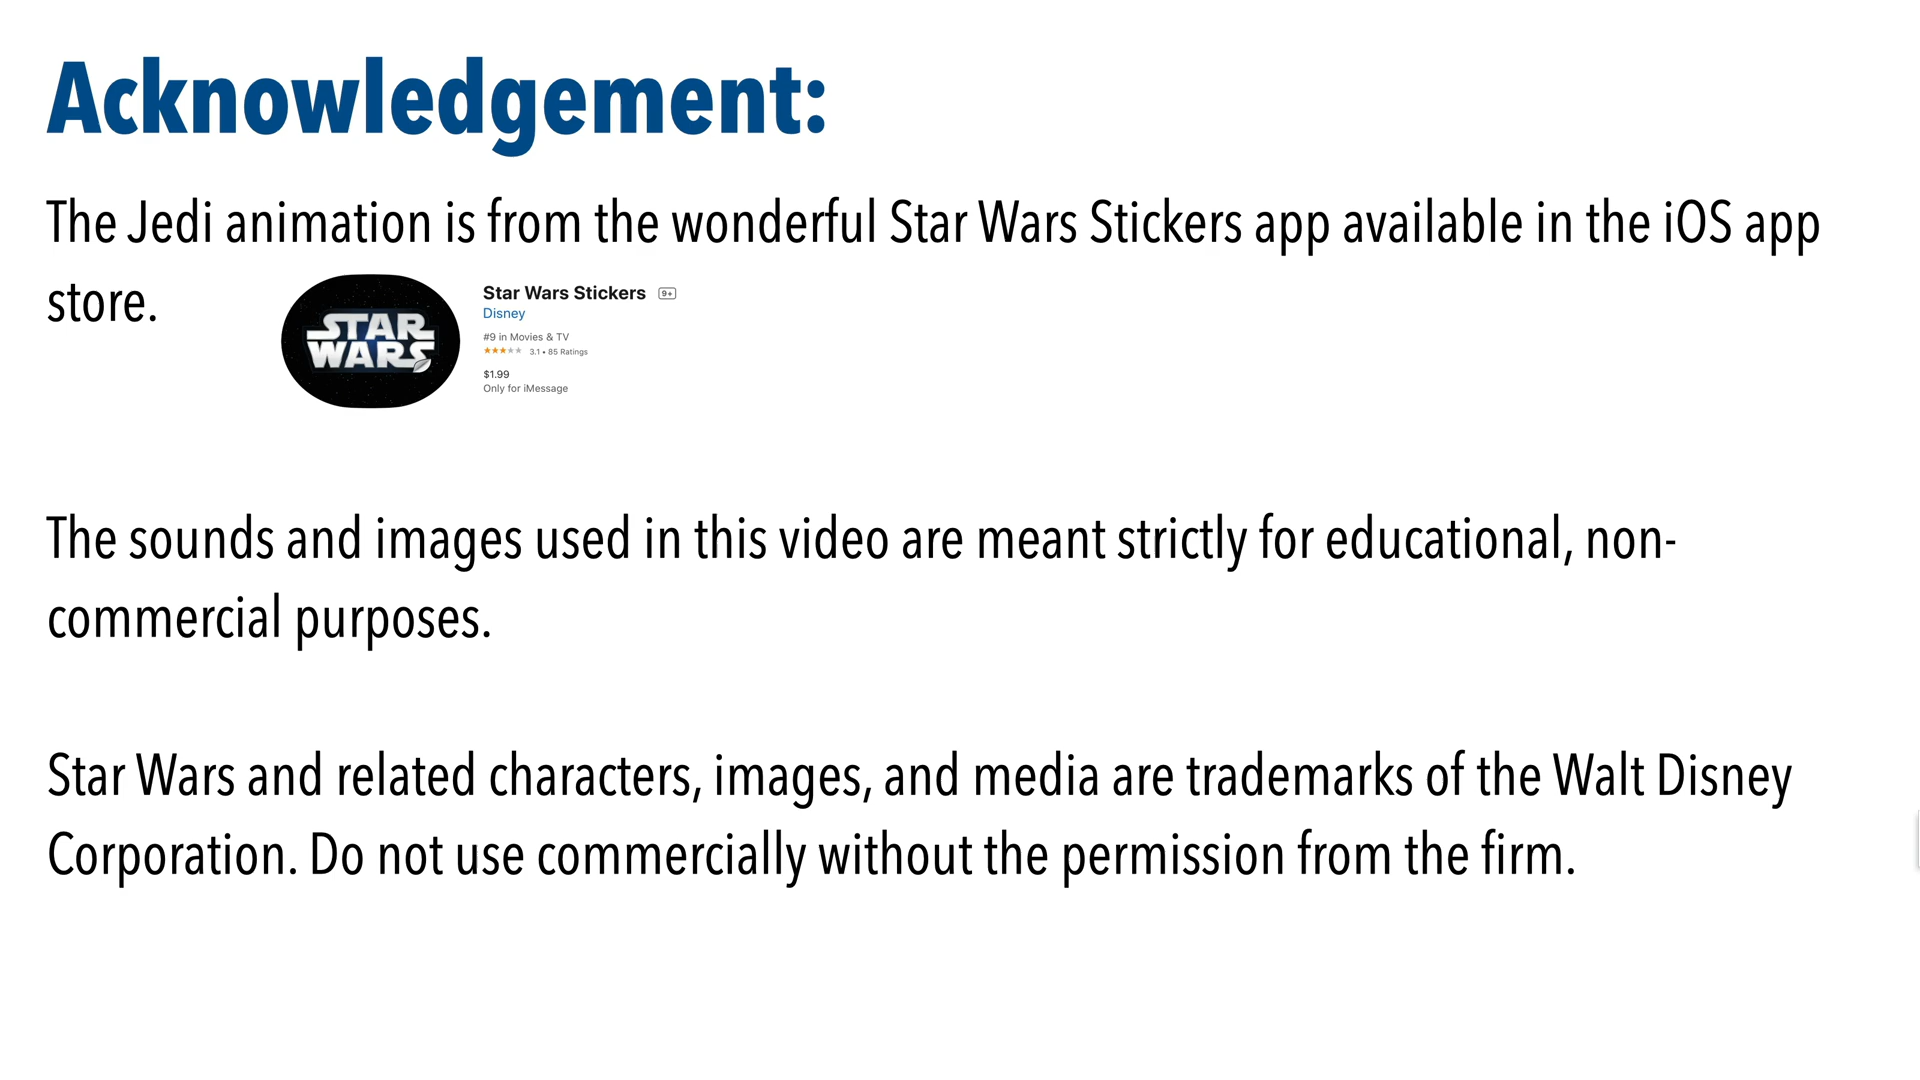 Acknowledgement:
The Jedi animation is from the wonderful Star Wars Stickers app available in the iOS app
store.
STAR
WARS
Star Wars Stickers 9+
Disney
#9 in Movies & TV
3.1 • 85 Ratings
$1.99
Only for iMessage
The sounds and images used in this video are meant strictly for educational, non-
commercial purposes.
Star Wars and related characters, images, and media are trademarks of the Walt Disney
Corporation. Do not use commercially without the permission from the firm.